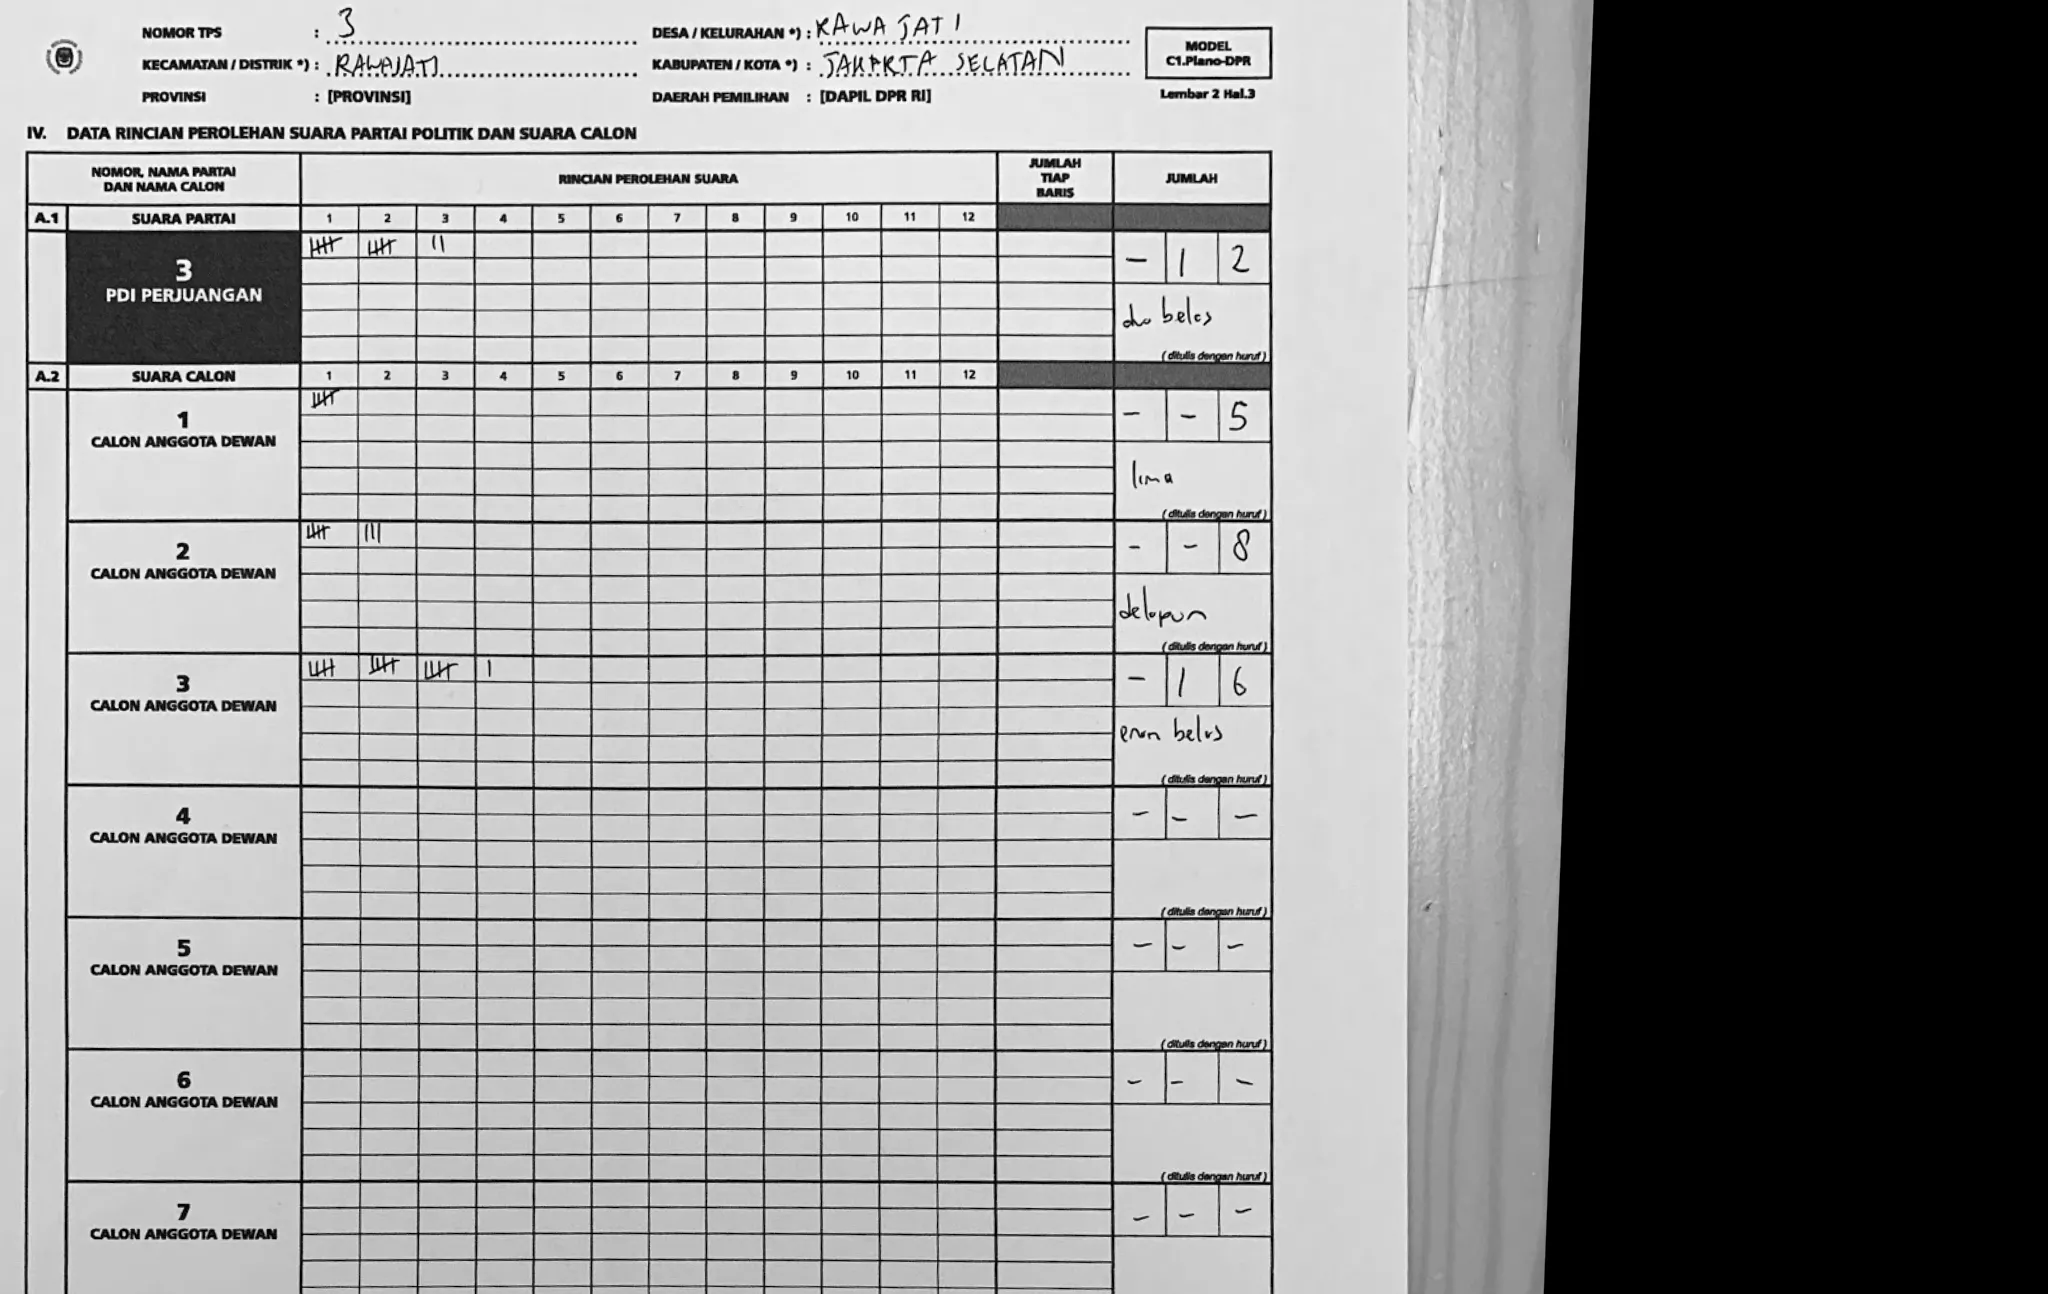 NOMOR TPS : 3 DESA / KELURAHAN *) : RAWA JATI
MODEL
C1.Plano-DPR
KECAMATAN / DISTRIK *) : RAWAJATI KABUPATEN / KOTA *) : JAKARTA SELATAN
PROVINSI : [PROVINSI] DAERAH PEMILIHAN : [DAPIL DPR RI] Lembar 2 Hal.3
IV. DATA RINCIAN PEROLEHAN SUARA PARTAI POLITIK DAN SUARA CALON
NOMOR, NAMA PARTAI
DAN NAMA CALON
RINCIAN PEROLEHAN SUARA
JUMLAH
TIAP
BARIS
JUMLAH
A.1 SUARA PARTAI 1 2 3 4 5 6 7 8 9 10 11 12
3
PDI PERJUANGAN
- 1 2
dua belas
(ditulis dengan huruf)
A.2 SUARA CALON 1 2 3 4 5 6 7 8 9 10 11 12
1
CALON ANGGOTA DEWAN
- - 5
lima
(ditulis dengan huruf)
2
CALON ANGGOTA DEWAN
- - 8
delapan
(ditulis dengan huruf)
3
CALON ANGGOTA DEWAN
- 1 6
enam belas
(ditulis dengan huruf)
4
CALON ANGGOTA DEWAN
- - -
(ditulis dengan huruf)
5
CALON ANGGOTA DEWAN
- - -
(ditulis dengan huruf)
6
CALON ANGGOTA DEWAN
- - -
(ditulis dengan huruf)
7
CALON ANGGOTA DEWAN
- - -